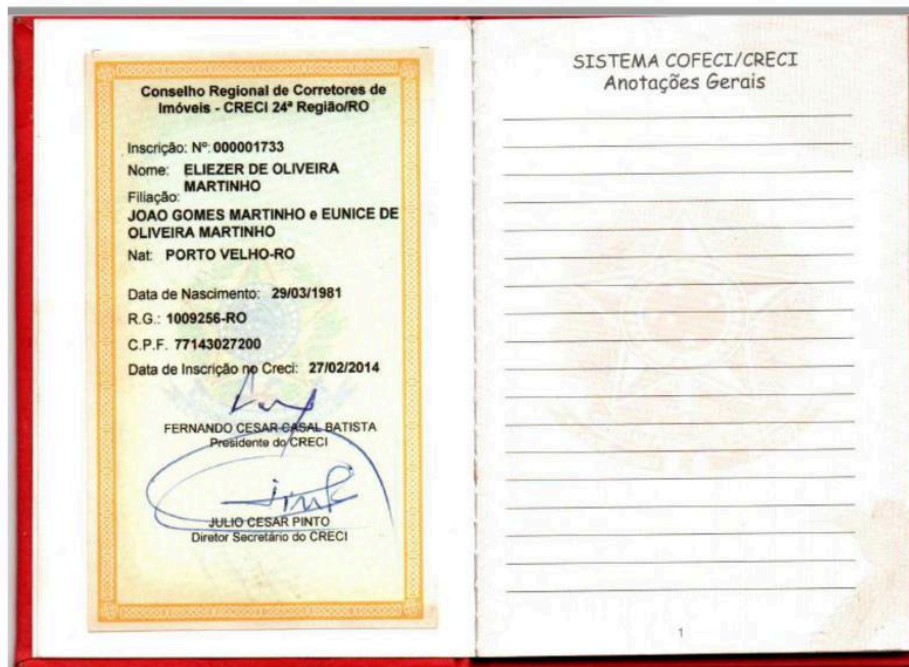 Conselho Regional de Corretores de
Imóveis - CRECI 24ª Região/RO
Inscrição: Nº: 000001733
Nome: ELIEZER DE OLIVEIRA
MARTINHO
Filiação:
JOAO GOMES MARTINHO e EUNICE DE
OLIVEIRA MARTINHO
Nat: PORTO VELHO-RO
Data de Nascimento: 29/03/1981
R.G.: 1009256-RO
C.P.F. 77143027200
Data de Inscrição no Creci: 27/02/2014
FERNANDO CESAR CASAL BATISTA
Presidente do CRECI
JULIO CESAR PINTO
Diretor Secretário do CRECI
SISTEMA COFECI/CRECI
Anotações Gerais
1